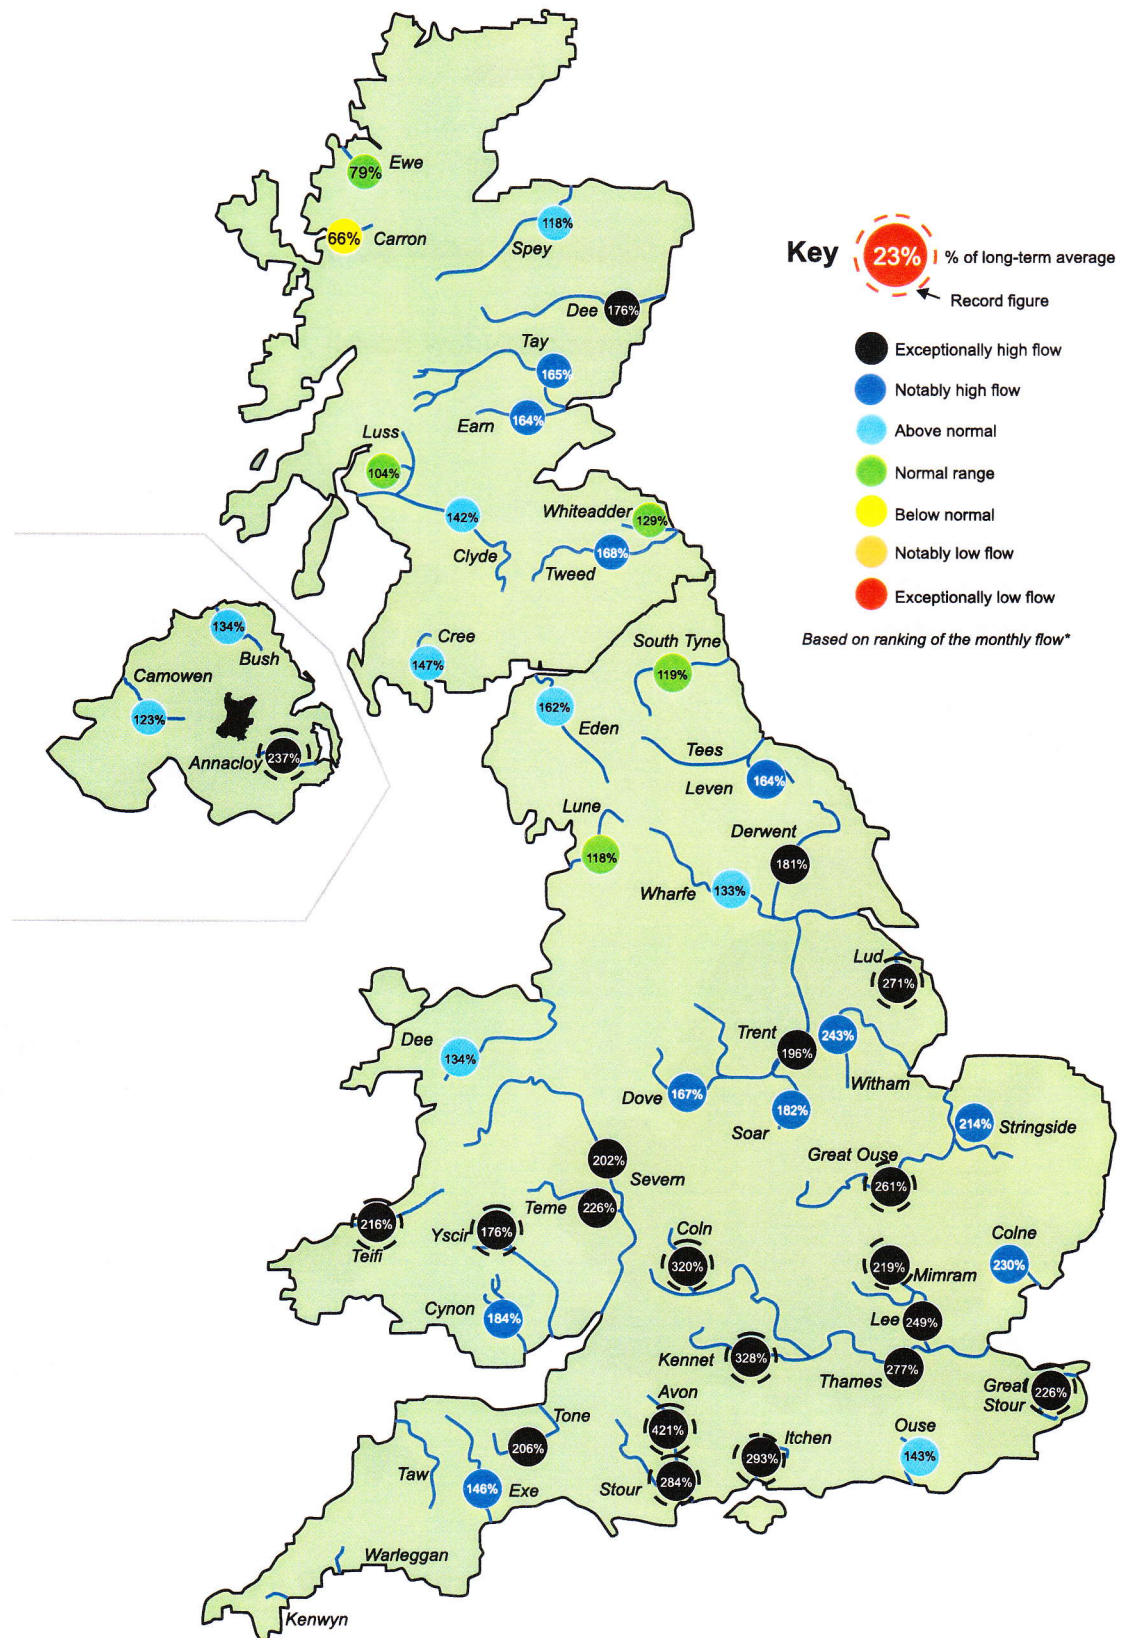 Ewe
79%
66%
Carron
118%
Spey
Key
23%
% of long-term average
Record figure
Dee
176%
Tay
165%
Earn
164%
Exceptionally high flow
Notably high flow
Above normal
Normal range
Below normal
Notably low flow
Exceptionally low flow
Based on ranking of the monthly flow*
Luss
104%
142%
Clyde
Whiteadder
129%
168%
Tweed
134%
Bush
Camowen
123%
Annacloy
237%
Cree
147%
South Tyne
119%
162%
Eden
Tees
Leven
164%
Lune
118%
Derwent
181%
Wharfe
133%
Lud
271%
Dee
134%
Trent
196%
243%
Witham
Dove
167%
182%
Soar
214%
Stringside
Great Ouse
261%
202%
Severn
Teme
226%
216%
Teifi
Yscir
176%
Coln
320%
Colne
230%
219%
Mimram
Cynon
184%
Lee
249%
Kennet
328%
Thames
277%
Great
Stour
226%
Avon
421%
Tone
206%
Itchen
293%
Ouse
143%
Taw
146%
Exe
Stour
284%
Warleggan
Kenwyn